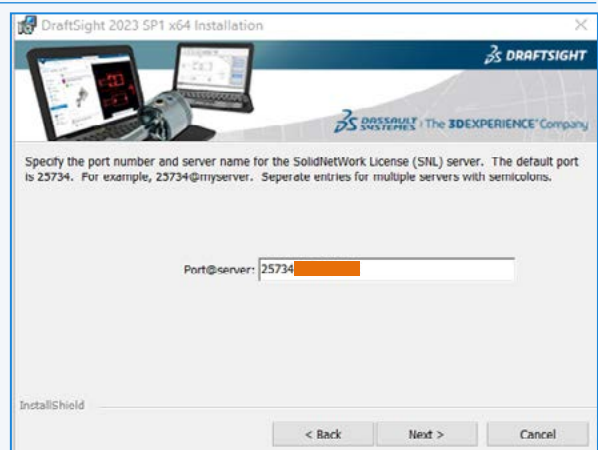 DraftSight 2023 SP1 x64 Installation
DS DRAFTSIGHT
DS DASSAULT SYSTEMES | The 3DEXPERIENCE® Company
Specify the port number and server name for the SolidNetWork License (SNL) server. The default port
is 25734. For example, 25734@myserver. Seperate entries for multiple servers with semicolons.
Port@server: 25734
InstallShield
< Back Next > Cancel